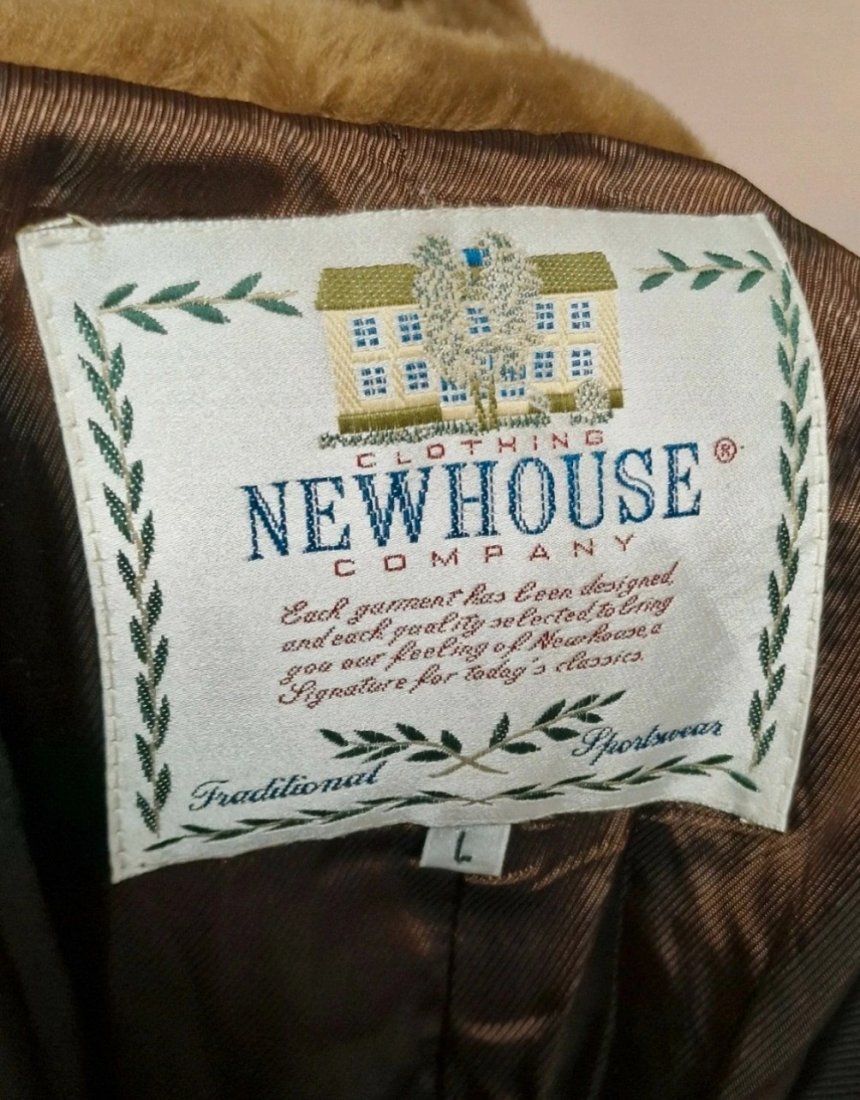 CLOTHING
NEWHOUSE®
COMPANY
Each garment has been designed,
and each quality selected to bring
you our feeling of Newhouse, a
Signature for today's classics.
Traditional Sportswear
L